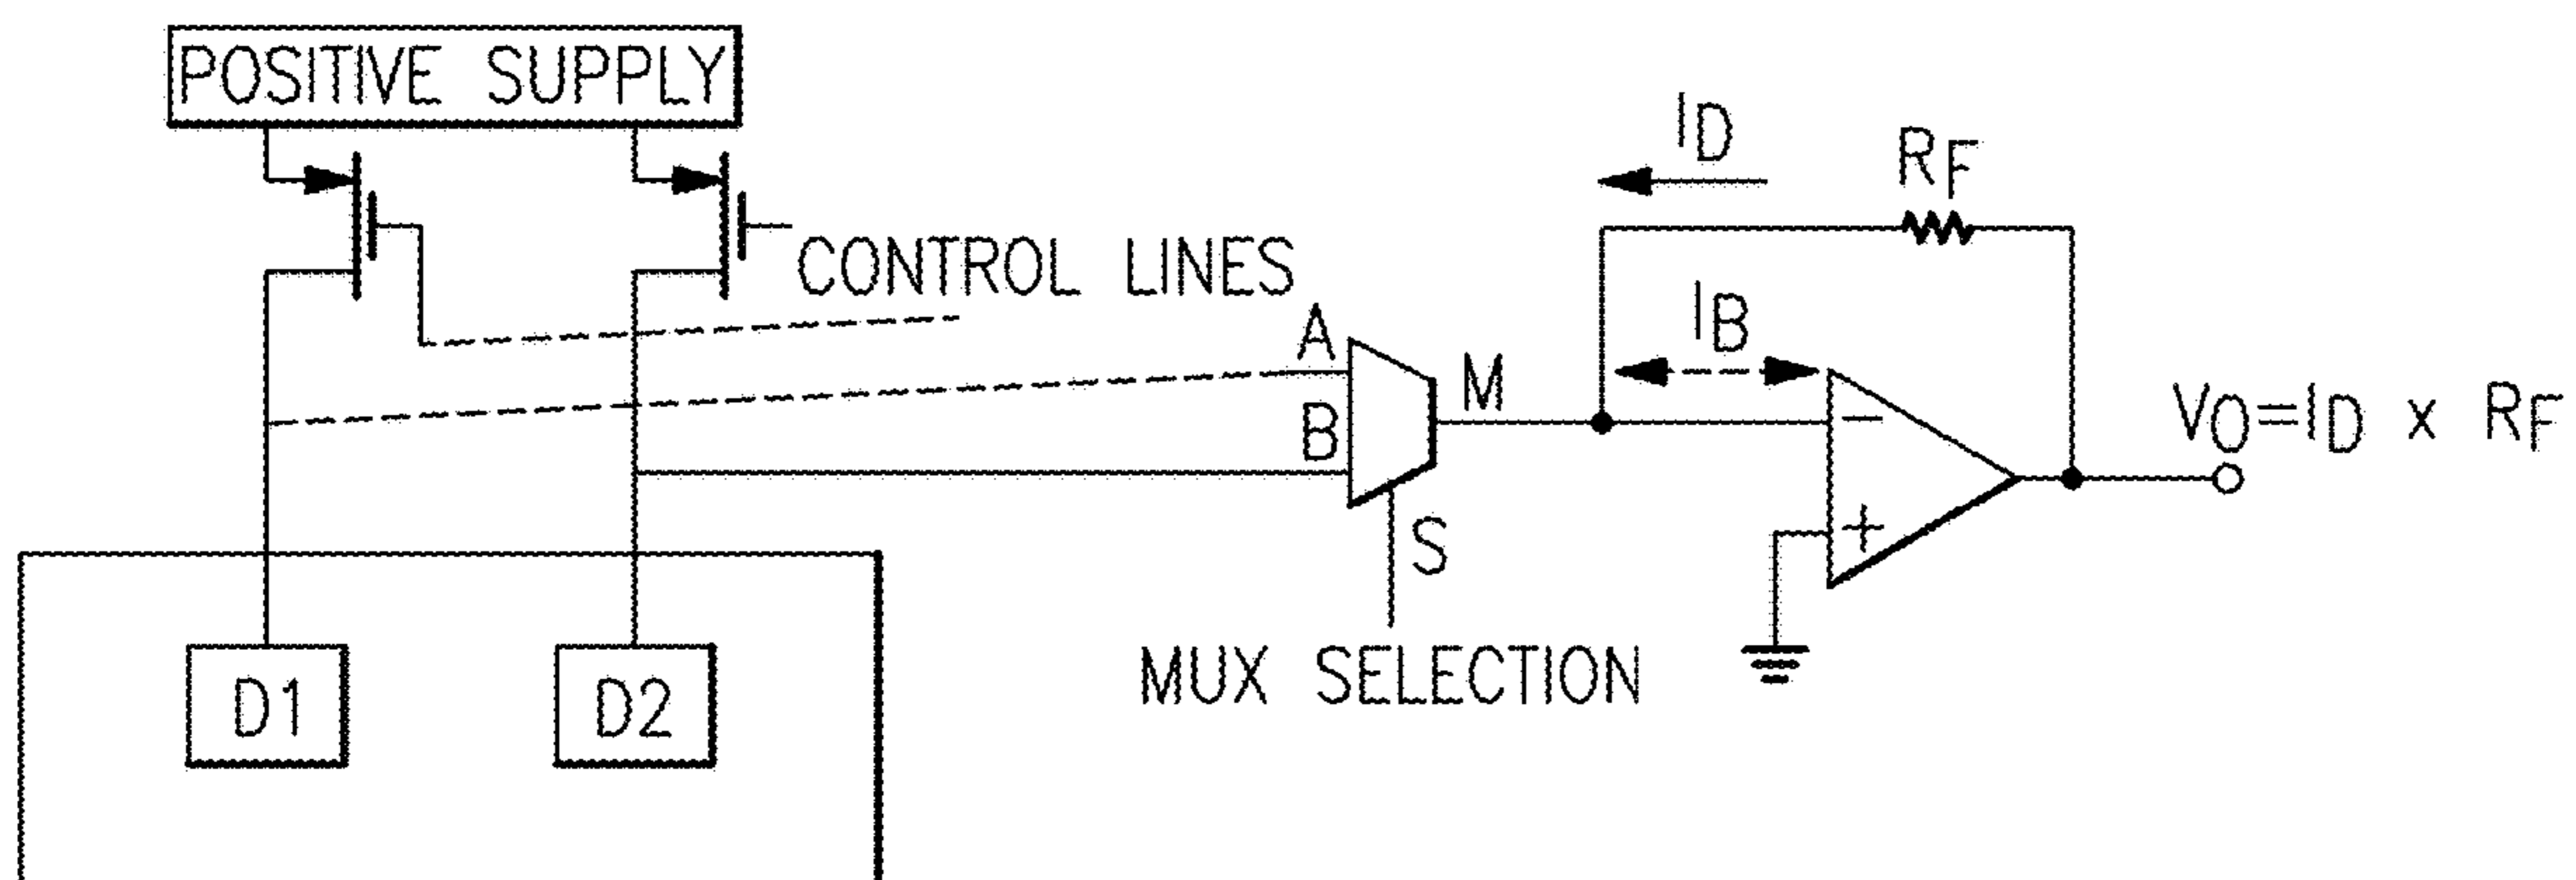 POSITIVE SUPPLY
ID
RF
CONTROL LINES
IB
A
M
B
−
VO=ID x RF
+
S
MUX SELECTION
D1
D2